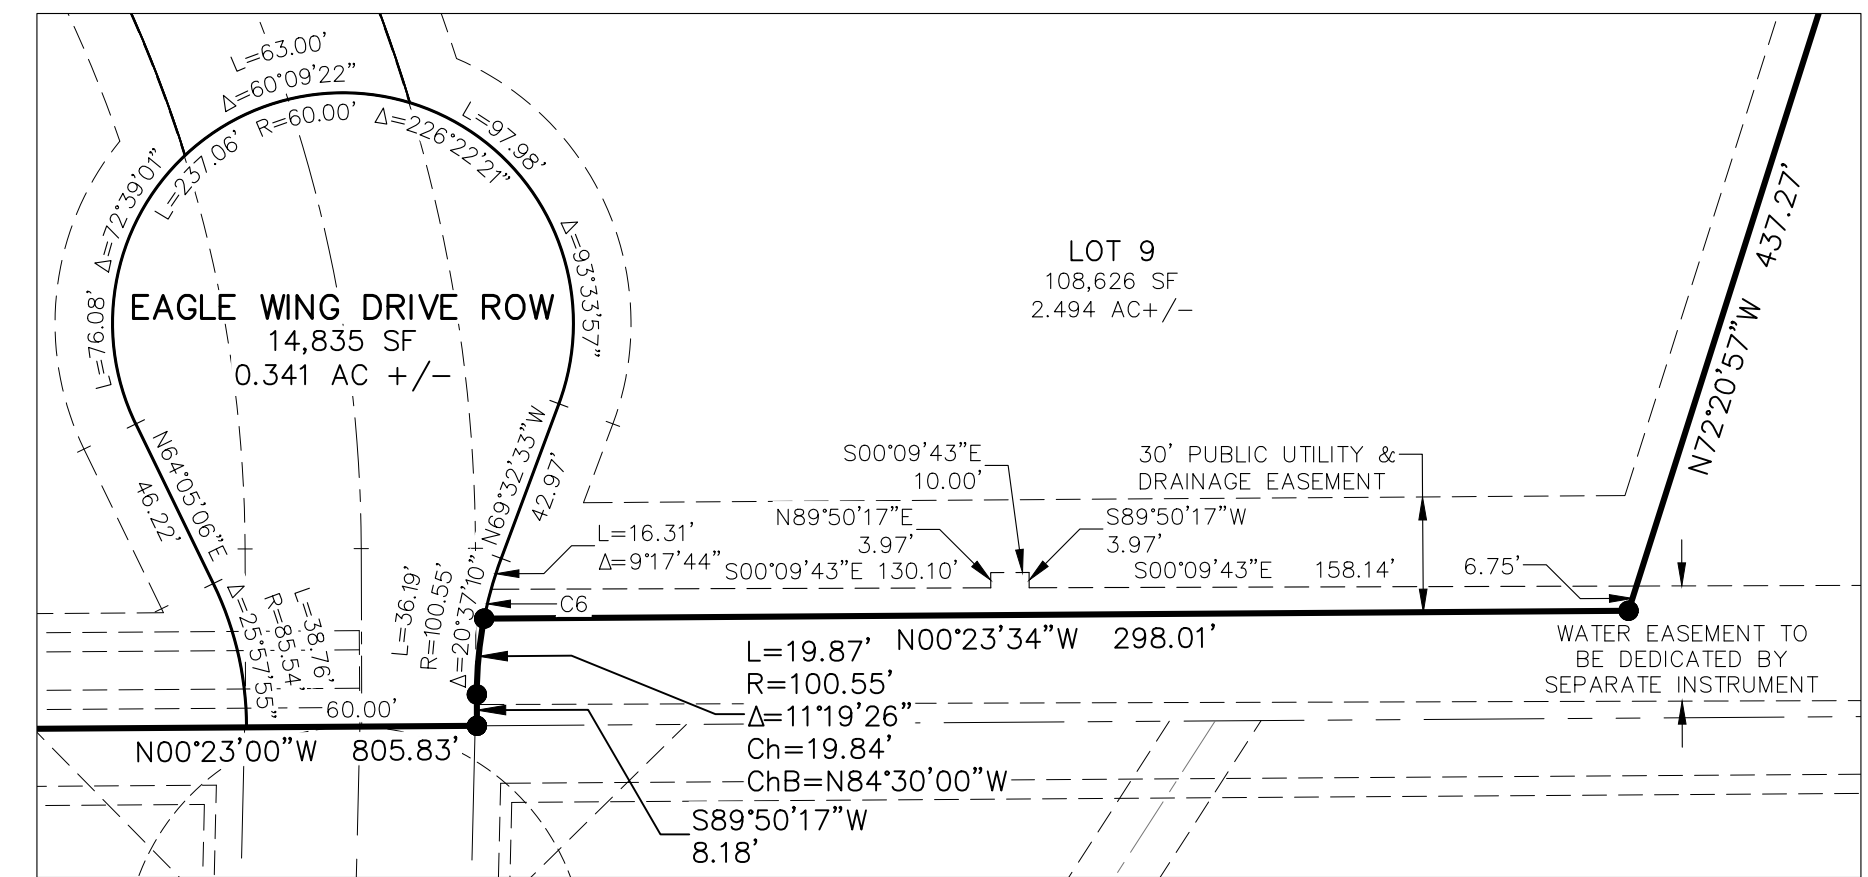 L=63.00'
Δ=60°09'22"
L=237.06' R=60.00' Δ=226°22'21"
L=97.98'
Δ=72°39'01"
L=76.08'
Δ=93°33'57"
EAGLE WING DRIVE ROW
14,835 SF
0.341 AC +/-
LOT 9
108,626 SF
2.494 AC+/-
N72°20'57"W 437.27'
N64°05'06"E
46.22'
N69°32'33"W
42.97'
S00°09'43"E
10.00'
30' PUBLIC UTILITY &
DRAINAGE EASEMENT
N89°50'17"E
3.97'
S89°50'17"W
3.97'
L=16.31'
Δ=9°17'44"
S00°09'43"E 130.10'
S00°09'43"E 158.14'
6.75'
C6
L=36.19'
R=100.55'
Δ=20°37'10"
L=38.76'
R=85.54'
Δ=25°57'55"
N00°23'34"W 298.01'
WATER EASEMENT TO
BE DEDICATED BY
SEPARATE INSTRUMENT
L=19.87'
R=100.55'
Δ=11°19'26"
Ch=19.84'
ChB=N84°30'00"W
60.00'
N00°23'00"W 805.83'
S89°50'17"W
8.18'